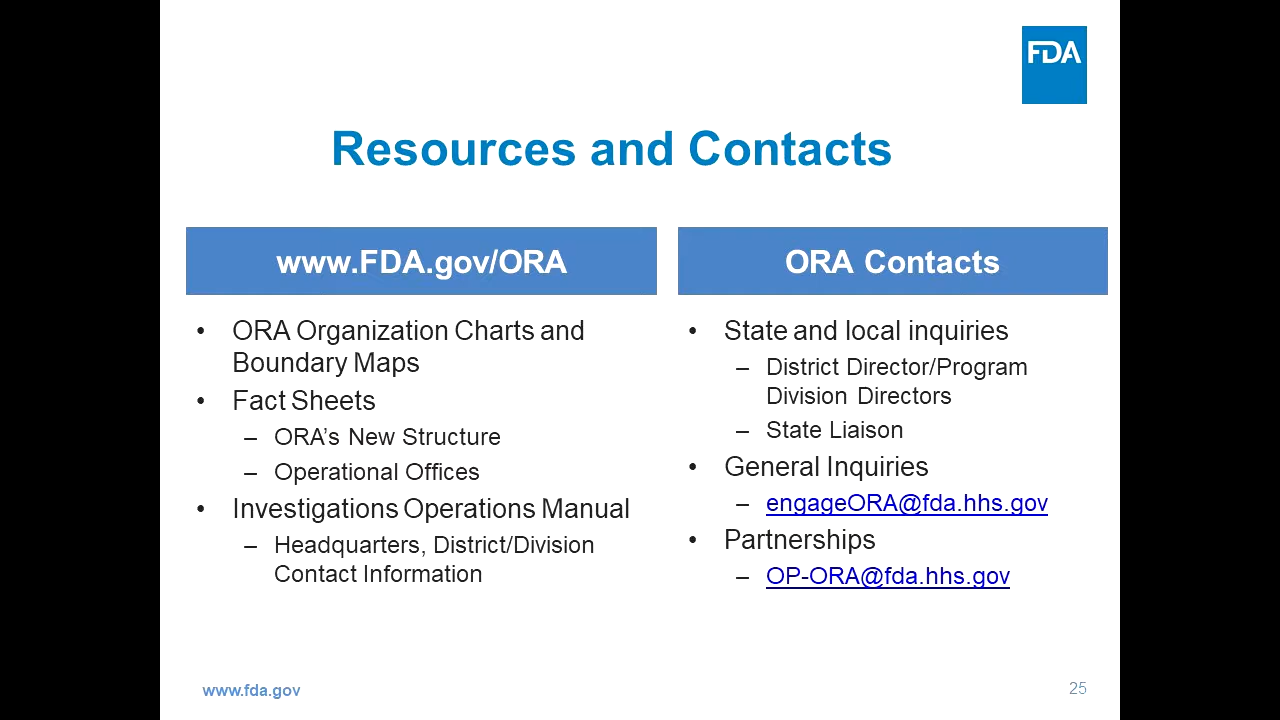 FDA
Resources and Contacts
www.FDA.gov/ORA
• ORA Organization Charts and
Boundary Maps
• Fact Sheets
– ORA’s New Structure
– Operational Offices
• Investigations Operations Manual
– Headquarters, District/Division
Contact Information
ORA Contacts
• State and local inquiries
– District Director/Program
Division Directors
– State Liaison
• General Inquiries
– engageORA@fda.hhs.gov
• Partnerships
– OP-ORA@fda.hhs.gov
www.fda.gov
25